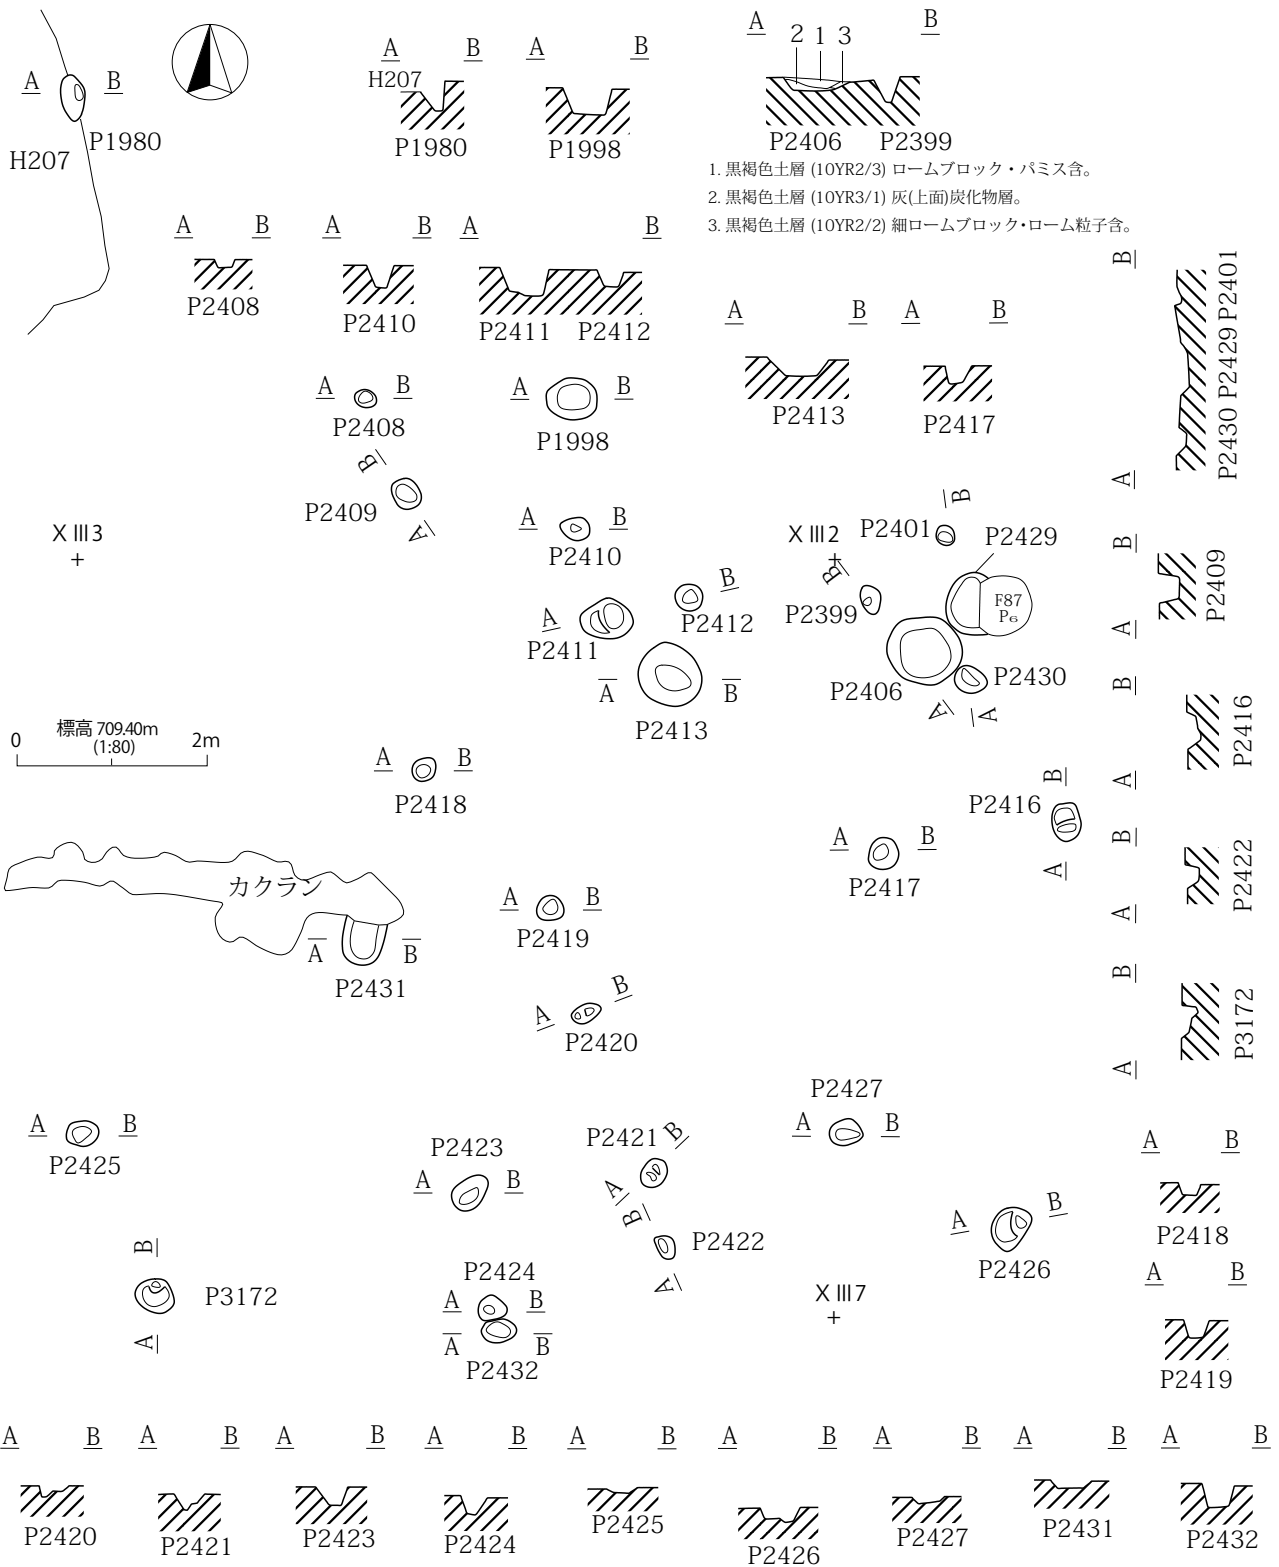 A B
P1980
H207
A B
H207
P1980
A B
P1998
A B
2 1 3
P2406 P2399
1. 黒褐色土層 (10YR2/3) ロームブロック・パミス含。
2. 黒褐色土層 (10YR3/1) 灰(上面)炭化物層。
3. 黒褐色土層 (10YR2/2) 細ロームブロック・ローム粒子含。
A B
P2408
A B
P2410
A B
P2411 P2412
A B
P2413
A B
P2417
B
P2430 P2429 P2401
A
A B
P2408
A B
P1998
B
P2409
A
A B
P2410
XⅢ3
+
XⅢ2
+
B
P2401
P2429
B
P2399
F87
P6
P2406
P2430
A
A
B
P2412
A
P2411
A B
P2413
B
P2409
A
B
P2416
A
標高 709.40m
(1:80)
0 2m
A B
P2418
B
P2416
A
A B
P2417
B
P2422
A
カクラン
A B
P2431
A B
P2419
B
A
P2420
B
P3172
A
P2427
A B
A B
P2425
P2423
A B
P2421 B
A
B
P2422
A
B
A
P2426
A B
P2418
B
P3172
A
P2424
A B
A B
P2432
XⅢ7
+
A B
P2419
A B
P2420
A B
P2421
A B
P2423
A B
P2424
A B
P2425
A B
P2426
A B
P2427
A B
P2431
A B
P2432